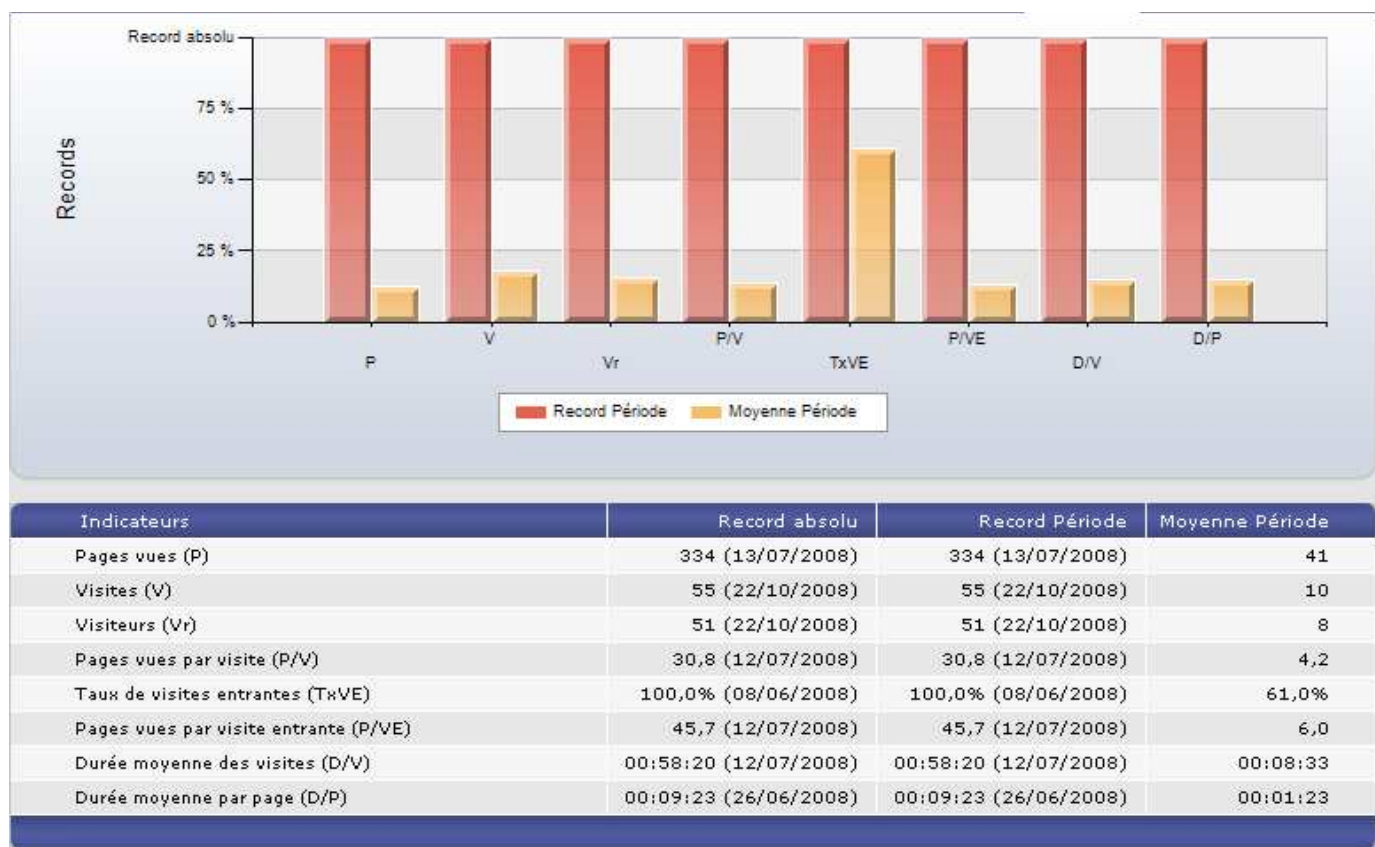 Record absolu
75 %
50 %
25 %
0 %
Records
P
V
Vr
P/V
TxVE
P/VE
D/V
D/P
Record Période Moyenne Période
Indicateurs Record absolu Record Période Moyenne Période
Pages vues (P) 334 (13/07/2008) 334 (13/07/2008) 41
Visites (V) 55 (22/10/2008) 55 (22/10/2008) 10
Visiteurs (Vr) 51 (22/10/2008) 51 (22/10/2008) 8
Pages vues par visite (P/V) 30,8 (12/07/2008) 30,8 (12/07/2008) 4,2
Taux de visites entrantes (TxVE) 100,0% (08/06/2008) 100,0% (08/06/2008) 61,0%
Pages vues par visite entrante (P/VE) 45,7 (12/07/2008) 45,7 (12/07/2008) 6,0
Durée moyenne des visites (D/V) 00:58:20 (12/07/2008) 00:58:20 (12/07/2008) 00:08:33
Durée moyenne par page (D/P) 00:09:23 (26/06/2008) 00:09:23 (26/06/2008) 00:01:23